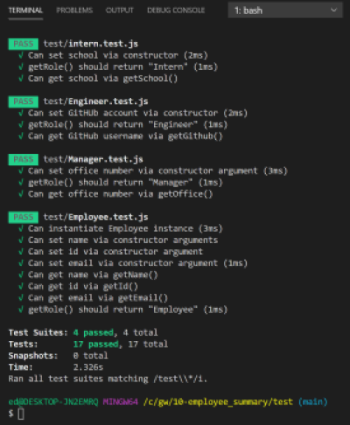 TERMINAL PROBLEMS OUTPUT DEBUG CONSOLE 1: bash
PASS test/intern.test.js
√ Can set school via constructor (2ms)
√ getRole() should return "Intern" (1ms)
√ Can get school via getSchool()
PASS test/Engineer.test.js
√ Can set GitHub account via constructor (2ms)
√ getRole() should return "Engineer" (1ms)
√ Can get GitHub username via getGithub()
PASS test/Manager.test.js
√ Can set office number via constructor argument (3ms)
√ getRole() should return "Manager" (1ms)
√ Can get office number via getOffice()
PASS test/Employee.test.js
√ Can instantiate Employee instance (3ms)
√ Can set name via constructor arguments
√ Can set id via constructor argument
√ Can set email via constructor argument (1ms)
√ Can get name via getName()
√ Can get id via getId()
√ Can get email via getEmail()
√ getRole() should return "Employee" (1ms)
Test Suites: 4 passed, 4 total
Tests: 17 passed, 17 total
Snapshots: 0 total
Time: 2.326s
Ran all test suites matching /test\\*/i.
ed@DESKTOP-JN2EMRQ MINGW64 /c/gw/10-employee_summary/test (main)
$